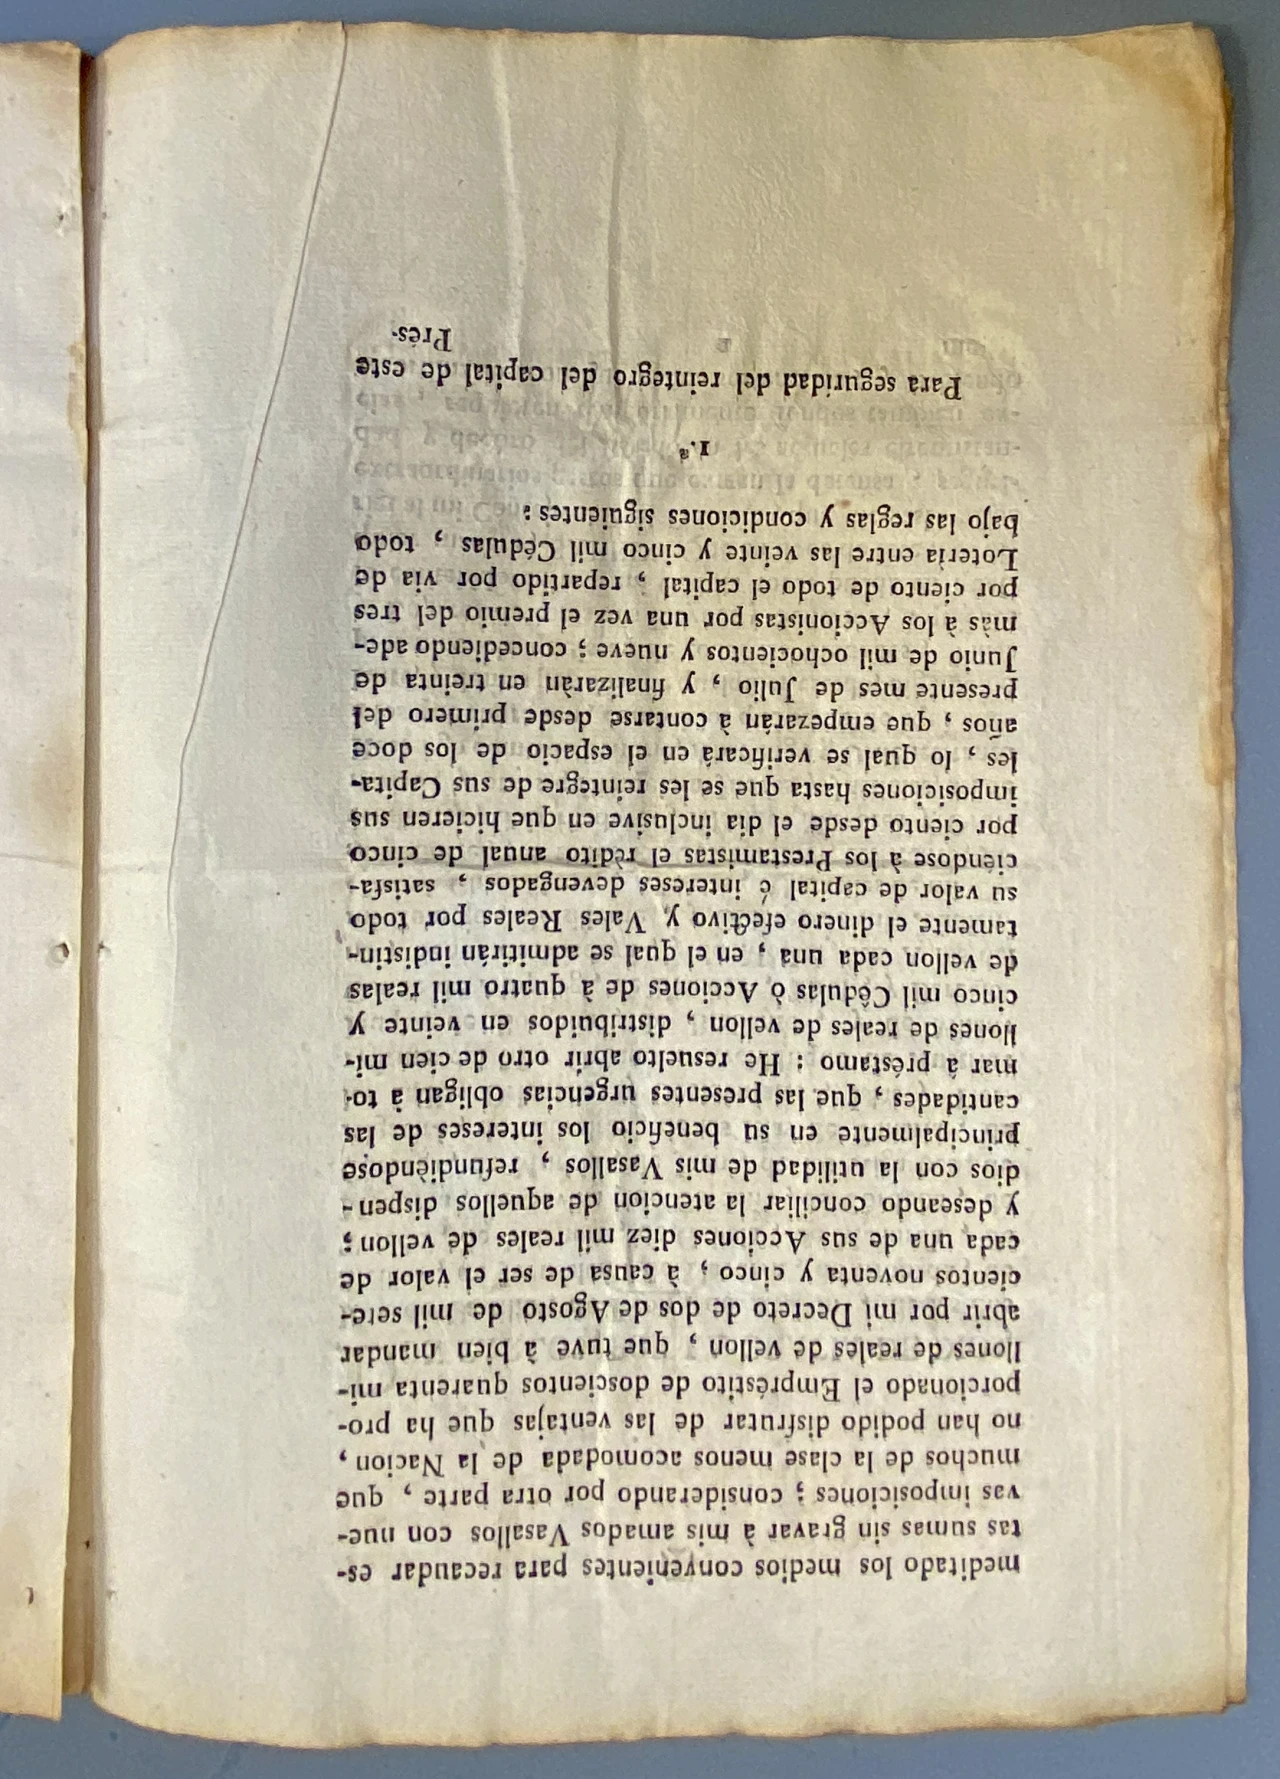 meditado los medios convenientes para recaudar es-
tas sumas sin gravar à mis amados Vasallos con nue-
vas imposiciones ; considerando por otra parte , que
muchos de la clase menos acomodada de la Nacion ,
no han podido disfrutar de las ventajas que ha pro-
porcionado el Empréstito de doscientos quarenta mi-
llones de reales de vellon , que tuve à bien mandar
abrir por mi Decreto de dos de Agosto de mil sete-
cientos noventa y cinco , à causa de ser el valor de
cada una de sus Acciones diez mil reales de vellon ;
y deseando conciliar la atencion de aquellos dispen-
dios con la utilidad de mis Vasallos , refundièndose
principalmente en su beneficio los intereses de las
cantidades , que las presentes urgencias obligan à to-
mar á préstamo : He resuelto abrir otro de cien mi-
llones de reales de vellon , distribuidos en veinte y
cinco mil Cédulas ò Acciones de à quatro mil realas
de vellon cada una , en el qual se admitirán indistin-
tamente el dinero efectivo y Vales Reales por todo
su valor de capital é intereses devengados , satisfa-
ciéndose à los Prestamistas el rèdito anual de cinco
por ciento desde el dia inclusive en que hicieren sus
imposiciones hasta que se les reintegre de sus Capita-
les , lo qual se verificará en el espacio de los doce
años , que empezarán à contarse desde primero del
presente mes de Julio , y finalizaràn en treinta de
Junio de mil ochocientos y nueve ; concediendo ade-
màs à los Accionistas por una vez el premio del tres
por ciento de todo el capital , repartido por via de
Loterìa entre las veinte y cinco mil Cédulas , todo
bajo las reglas y condiciones siguientes :
1.ª
Para seguridad del reintegro del capital de este
Prés-